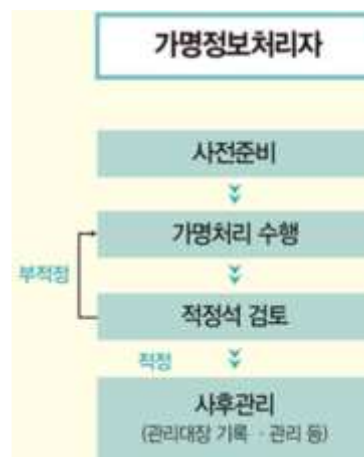 가명정보처리자
사전준비
가명처리 수행
부적정
적정석 검토
적정
사후관리
(관리대장 기록 · 관리 등)